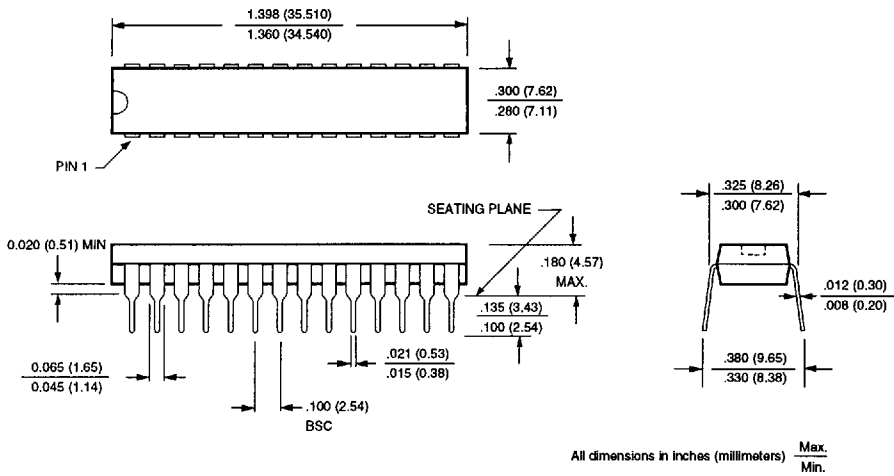 1.398 (35.510)
1.360 (34.540)
.300 (7.62)
.280 (7.11)
PIN 1
SEATING PLANE
0.020 (0.51) MIN
.180 (4.57)
MAX.
.325 (8.26)
.300 (7.62)
.012 (0.30)
.008 (0.20)
.135 (3.43)
.100 (2.54)
0.065 (1.65)
0.045 (1.14)
.021 (0.53)
.015 (0.38)
.380 (9.65)
.330 (8.38)
.100 (2.54)
BSC
All dimensions in inches (millimeters) Max.
Min.